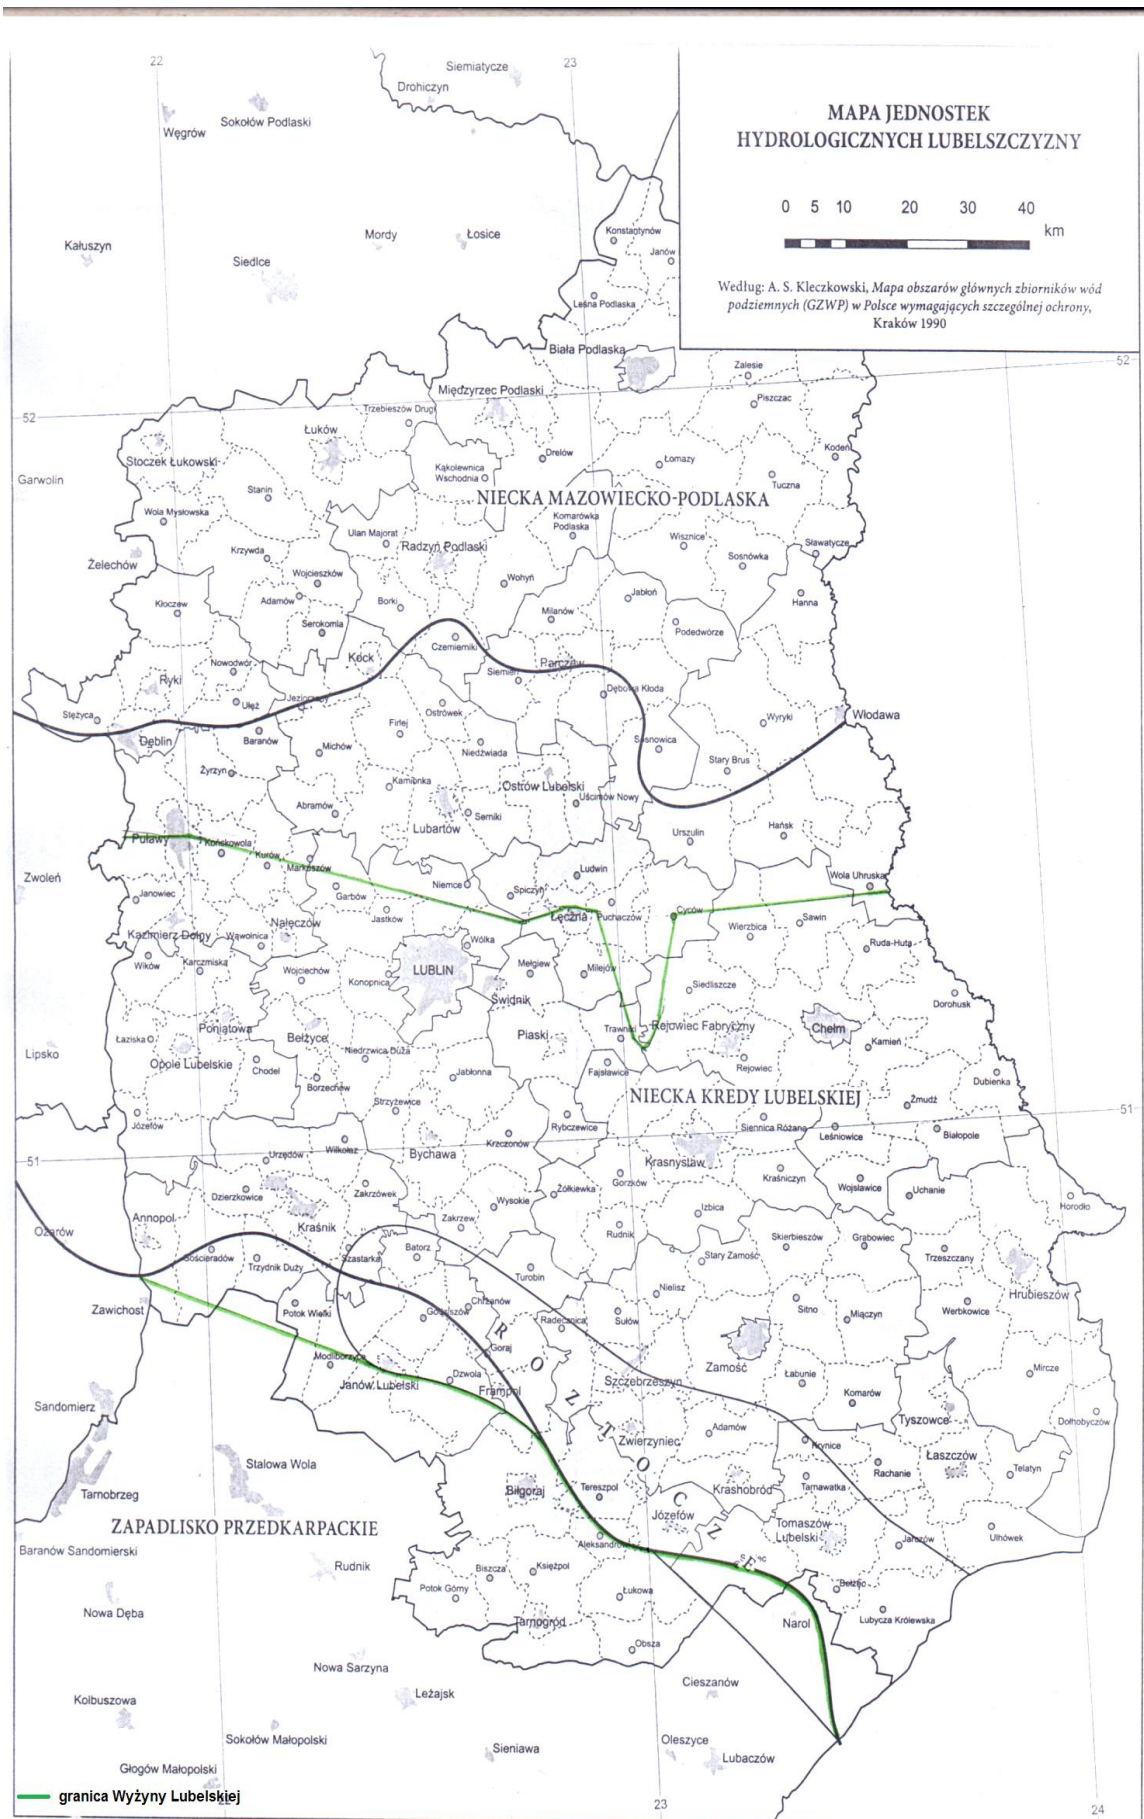 22
23
Siemiatycze
Drohiczyn
Sokołów Podlaski
Węgrów
MAPA JEDNOSTEK
HYDROLOGICZNYCH LUBELSZCZYZNY
0 5 10 20 30 40
km
Według: A. S. Kleczkowski, Mapa obszarów głównych zbiorników wód
podziemnych (GZWP) w Polsce wymagających szczególnej ochrony,
Kraków 1990
Konstantynów
Janów
Mordy
Łosice
Kałuszyn
Siedlce
Leśna Podlaska
Biała Podlaska
Zalesie
52
Międzyrzec Podlaski
Piszczac
Trzebieszów Drugi
52
Łuków
Kodeń
Drelów
Stoczek Łukowski
Łomazy
Kąkolewnica
Wschodnia
Garwolin
Tuczna
Stanin
NIECKA MAZOWIECKO-PODLASKA
Wola Mysłowska
Komarówka
Podlaska
Ulan Majorat
Wisznice
Radzyń Podlaski
Sławatycze
Krzywda
Sosnówka
Żelechów
Wojcieszków
Wohyń
Adamów
Jabłoń
Hanna
Kłoczew
Borki
Milanów
Serokomla
Podedwórze
Czemierniki
Kock
Nowodwór
Parczew
Siemień
Ryki
Dębowa Kłoda
Jeziorzany
Ułęż
Stężyca
Ostrówek
Włodawa
Wyryki
Firlej
Dęblin
Baranów
Sosnowica
Michów
Niedźwiada
Stary Brus
Żyrzyn
Kamionka
Ostrów Lubelski
Abramów
Uścimów Nowy
Serniki
Lubartów
Urszulin
Hańsk
Puławy
Końskowola
Kurów
Markuszów
Ludwin
Zwoleń
Wola Uhruska
Niemce
Spiczyn
Janowiec
Garbów
Łęczna
Puchaczów
Cyców
Jastków
Nałęczów
Sawin
Kazimierz Dolny
Wąwolnica
Wierzbica
Wólka
Ruda-Huta
Wików
Karczmiska
Wojciechów
LUBLIN
Mełgiew
Milejów
Konopnica
Siedliszcze
Świdnik
Dorohusk
Poniatowa
Trawniki
Rejowiec Fabryczny
Chełm
Łaziska
Bełżyce
Piaski
Kamień
Lipsko
Niedrzwica Duża
Opole Lubelskie
Chodel
Fajsławice
Rejowiec
Borzechów
Jabłonna
Dubienka
NIECKA KREDY LUBELSKIEJ
Strzyżewice
Żmudź
Józefów
51
Rybczewice
Siennica Różana
Leśniowice
Białopole
Krzczonów
Wilkołaz
Bychawa
Urzędów
51
Krasnystaw
Kraśniczyn
Gorzków
Wojsławice
Dzierzkowice
Zakrzówek
Żółkiewka
Uchanie
Wysokie
Horodło
Izbica
Annopol
Kraśnik
Zakrzew
Rudnik
Ożarów
Skierbieszów
Grabowiec
Batorz
Gościeradów
Szastarka
Stary Zamość
Trzeszczany
Trzydnik Duży
Turobin
Nielisz
Hrubieszów
Zawichost
Potok Wielki
Chrzanów
Godziszów
Sitno
Werbkowice
Radecznica
Sułów
Miączyn
Goraj
Modliborzyce
Zamość
Mircze
Janów Lubelski
Dzwola
Szczebrzeszyn
Łabunie
Frampol
Komarów
Sandomierz
Tyszowce
Dołhobyczów
ROZTOCZE
Zwierzyniec
Adamów
Krynice
Łaszczów
Stalowa Wola
Rachanie
Telatyn
Tarnobrzeg
Biłgoraj
Tereszpol
Krasnobród
Tarnawatka
ZAPADLISKO PRZEDKARPACKIE
Józefów
Tomaszów
Lubelski
Jarczów
Ulhówek
Baranów Sandomierski
Aleksandrów
Rudnik
Biszcza
Księżpol
Bełżec
Potok Górny
Łukowa
Nowa Dęba
Tarnogród
Narol
Lubycza Królewska
Obsza
Nowa Sarzyna
Cieszanów
Leżajsk
Kolbuszowa
Sokołów Małopolski
Sieniawa
Oleszyce
Lubaczów
Głogów Małopolski
granica Wyżyny Lubelskiej
22
23
24